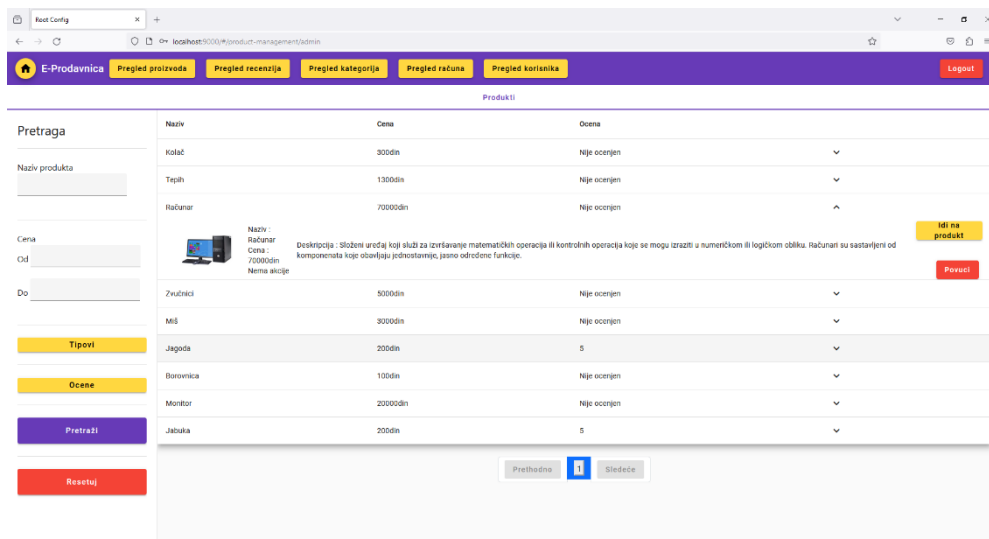 Root Config
localhost:9000/#/product-management/admin
E-Prodavnica Pregled proizvoda Pregled recenzija Pregled kategorija Pregled računa Pregled korisnika Logout
Produkti
Pretraga
Naziv produkta
Cena
Od
Do
Tipovi
Ocene
Pretraži
Resetuj
Naziv Cena Ocena
Kolač 300din Nije ocenjen
Tepih 1300din Nije ocenjen
Računar 70000din Nije ocenjen
Naziv :
Računar
Cena :
70000din
Nema akcije
Deskripcija : Složeni uređaj koji služi za izvršavanje matematičkih operacija ili kontrolnih operacija koje se mogu izraziti u numeričkom ili logičkom obliku. Računari su sastavljeni od
komponenata koje obavljaju jednostavnije, jasno određene funkcije.
Idi na
produkt
Povuci
Zvučnici 5000din Nije ocenjen
Miš 3000din Nije ocenjen
Jagoda 200din 5
Borovnica 100din Nije ocenjen
Monitor 20000din Nije ocenjen
Jabuka 200din 5
Prethodno 1 Sledeće